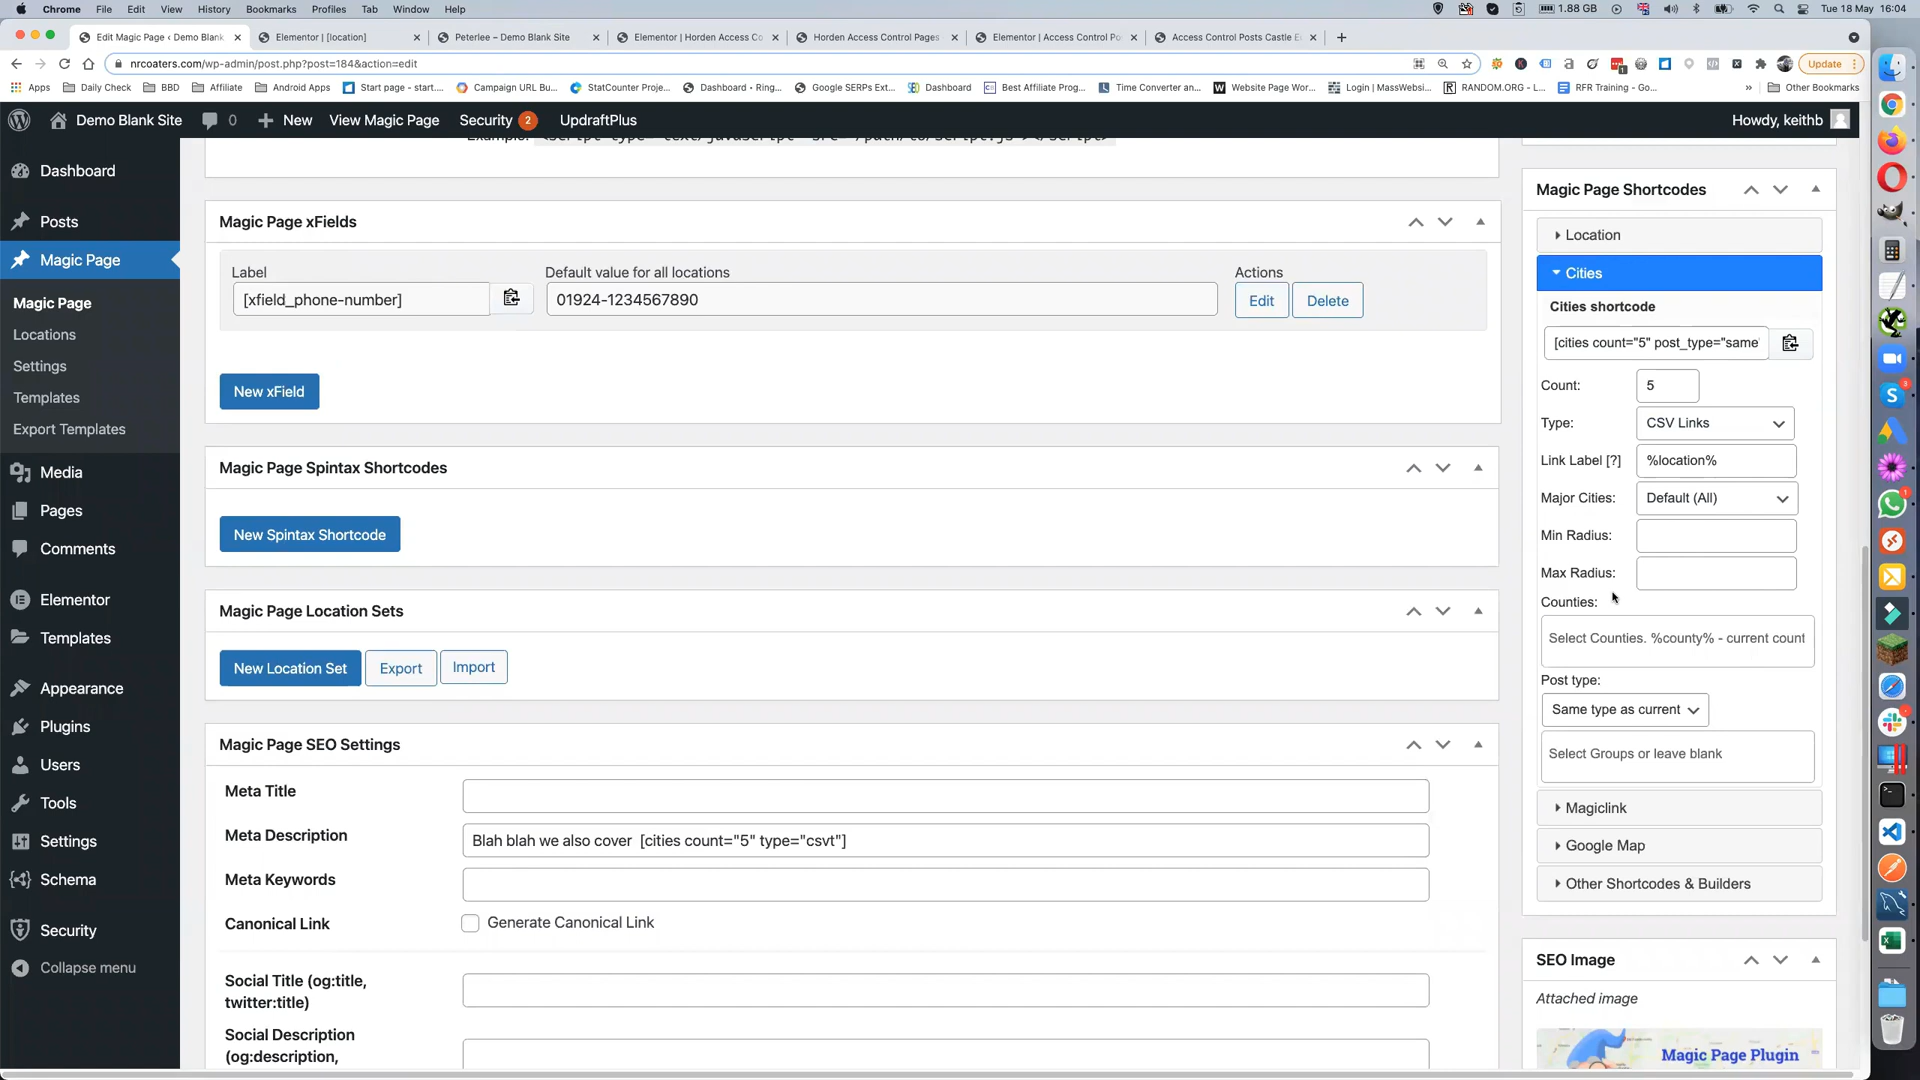 Chrome File Edit View History Bookmarks Profiles Tab Window Help
1.88 GB Tue 18 May 16:04
Edit Magic Page ‹ Demo Blank
Elementor | [location]
Peterlee – Demo Blank Site
Elementor | Horden Access Co
Horden Access Control Pages
Elementor | Access Control Po
Access Control Posts Castle E
nrcoaters.com/wp-admin/post.php?post=184&action=edit
Update
Apps Daily Check BBD Affiliate Android Apps Start page - start.... Campaign URL Bu... StatCounter Proje... Dashboard • Ring... Google SERPs Ext... Dashboard Best Affiliate Prog... Time Converter an... Website Page Wor... Login | MassWebsi... RANDOM.ORG - L... RFR Training - Go... » Other Bookmarks
Demo Blank Site 0 New View Magic Page Security 2 UpdraftPlus
Howdy, keithb
Dashboard
Posts
Magic Page
Magic Page
Locations
Settings
Templates
Export Templates
Media
Pages
Comments
Elementor
Templates
Appearance
Plugins
Users
Tools
Settings
Schema
Security
Collapse menu
Example: <script type="text/javascript" src="/path/to/script.js"></script>
Magic Page xFields
Label
Default value for all locations
Actions
[xfield_phone-number]
01924-1234567890
Edit
Delete
New xField
Magic Page Spintax Shortcodes
New Spintax Shortcode
Magic Page Location Sets
New Location Set
Export
Import
Magic Page SEO Settings
Meta Title
Meta Description
Blah blah we also cover [cities count="5" type="csvt"]
Meta Keywords
Canonical Link
Generate Canonical Link
Social Title (og:title,
twitter:title)
Social Description
(og:description,
Magic Page Shortcodes
Location
Cities
Cities shortcode
[cities count="5" post_type="same
Count: 5
Type: CSV Links
Link Label [?] %location%
Major Cities: Default (All)
Min Radius:
Max Radius:
Counties:
Select Counties. %county% - current count
Post type:
Same type as current
Select Groups or leave blank
Magiclink
Google Map
Other Shortcodes & Builders
SEO Image
Attached image
Magic Page Plugin